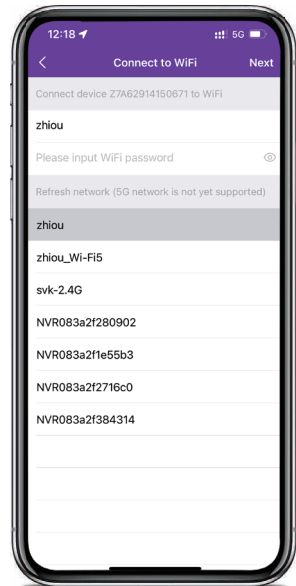 12:18 5G
Connect to WiFi Next
Connect device Z7A62914150671 to WiFi
zhiou
Please input WiFi password
Refresh network (5G network is not yet supported)
zhiou
zhiou_Wi-Fi5
svk-2.4G
NVR083a2f280902
NVR083a2f1e55b3
NVR083a2f2716c0
NVR083a2f384314